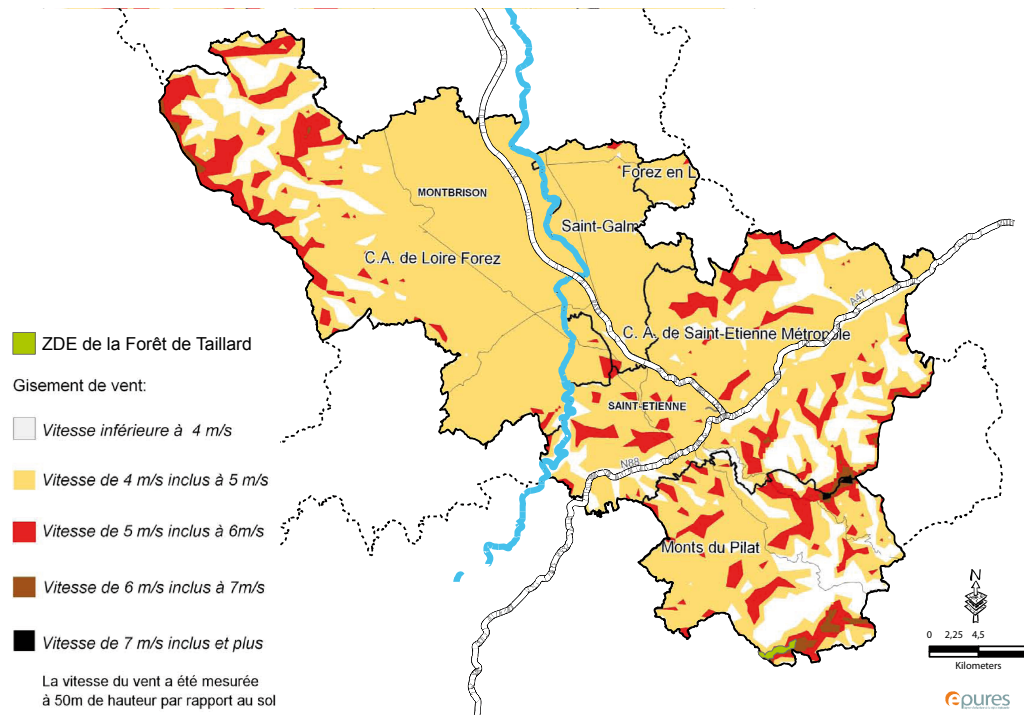 Forez en L
MONTBRISON
Saint-Galm
C.A. de Loire Forez
A47
C. A. de Saint-Etienne Métropole
ZDE de la Forêt de Taillard
Gisement de vent:
SAINT-ETIENNE
Vitesse inférieure à 4 m/s
N88
Vitesse de 4 m/s inclus à 5 m/s
Vitesse de 5 m/s inclus à 6m/s
Monts du Pilat
N
Vitesse de 6 m/s inclus à 7m/s
Vitesse de 7 m/s inclus et plus
0 2,25 4,5
Kilometers
La vitesse du vent a été mesurée
à 50m de hauteur par rapport au sol
epures